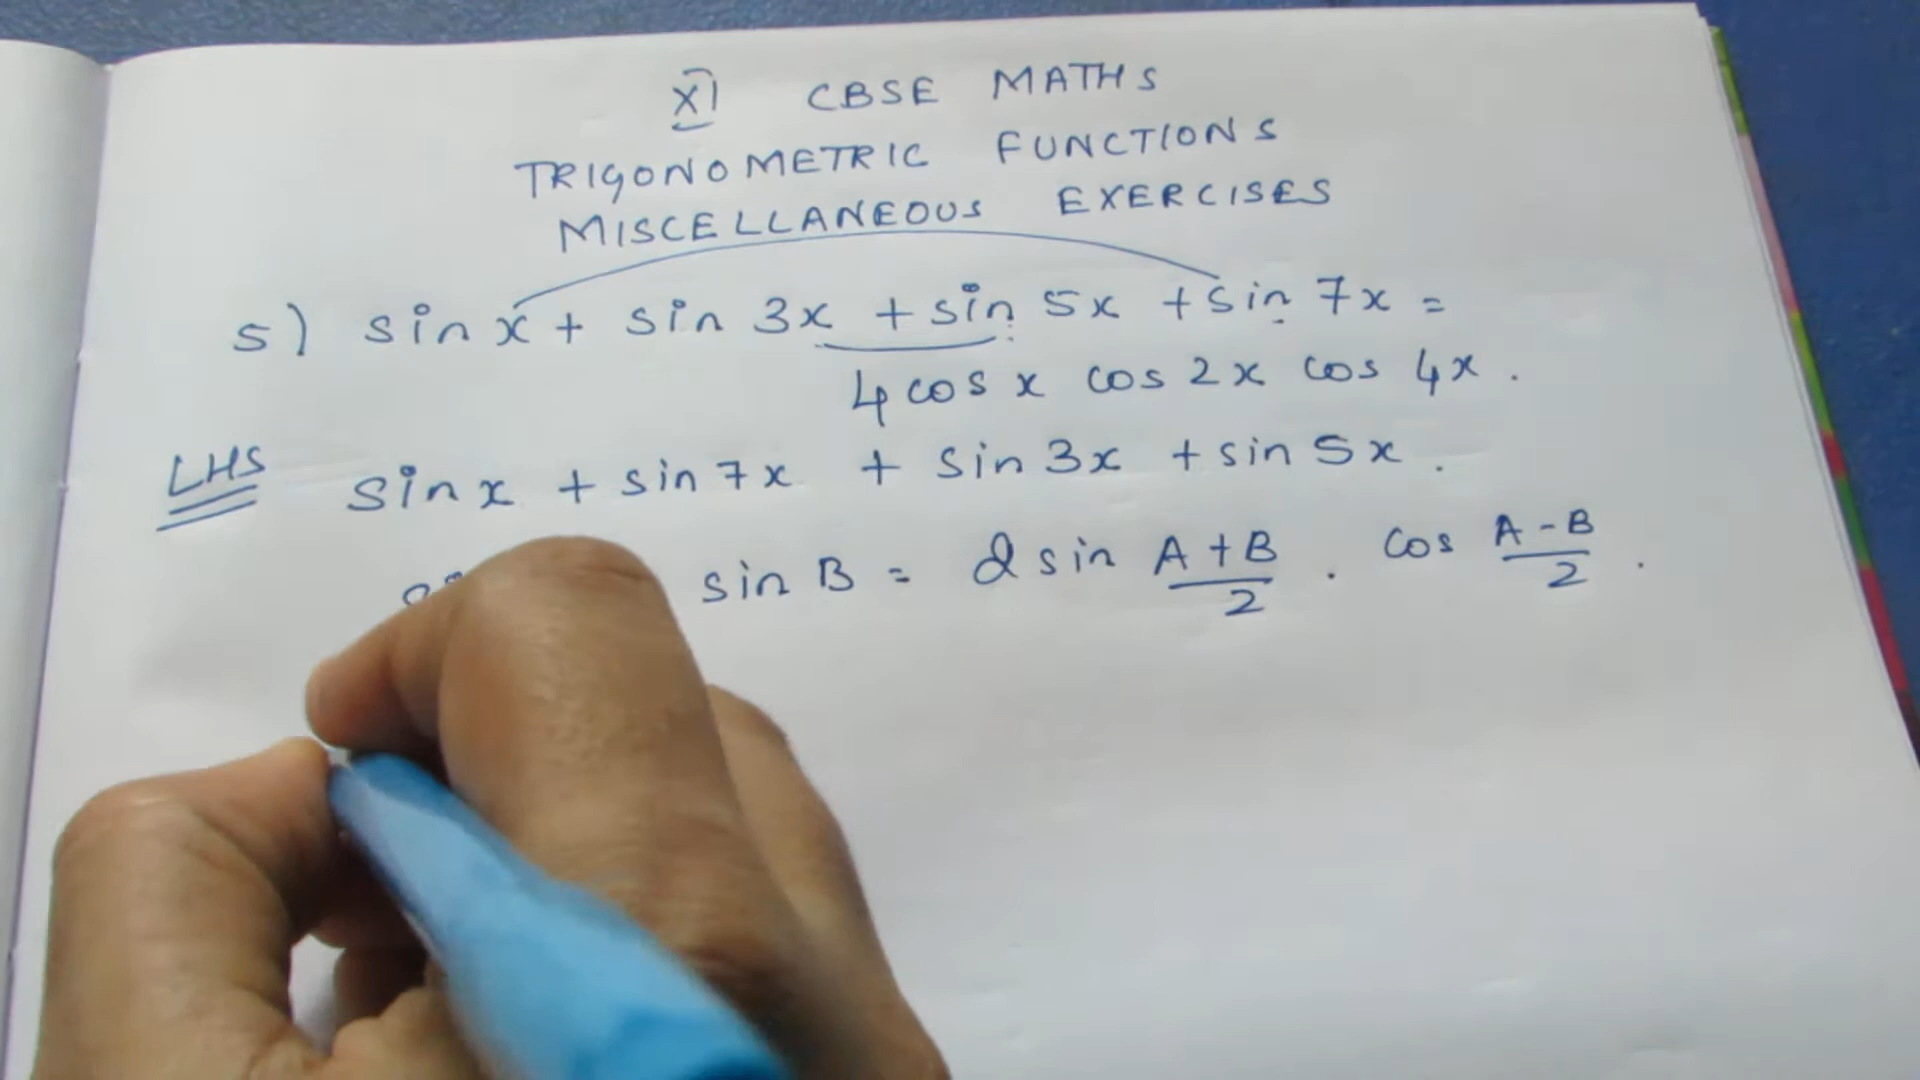 XI CBSE MATHS
TRIGONOMETRIC FUNCTIONS
MISCELLANEOUS EXERCISES
5) sin x + sin 3x + sin 5x + sin 7x =
4 cos x cos 2x cos 4x .
LHS sin x + sin 7x + sin 3x + sin 5x .
sin B = 2 sin A + B / 2 . cos A - B / 2 .